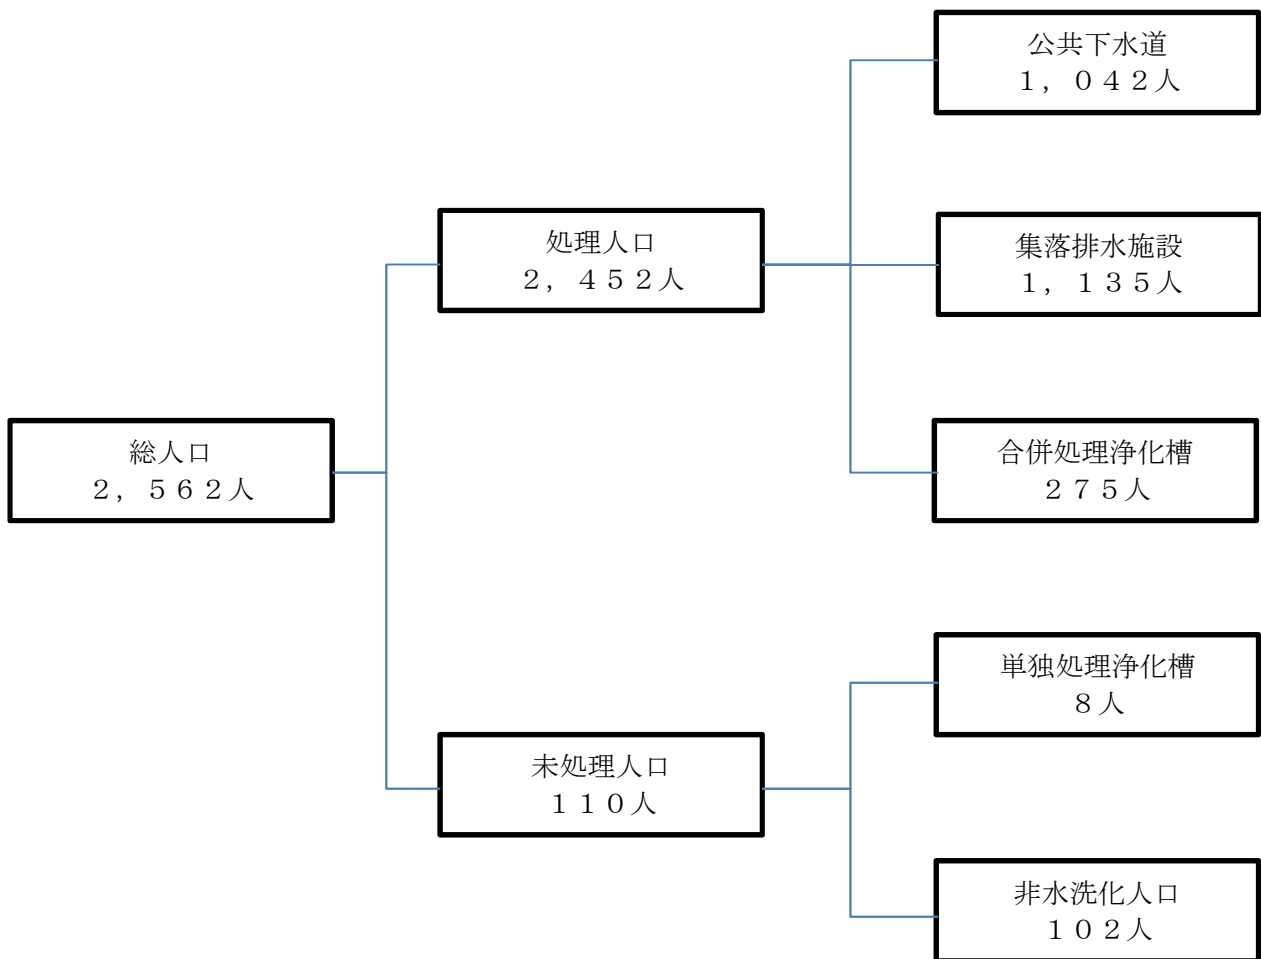 総人口
２，５６２人
処理人口
２，４５２人
公共下水道
１，０４２人
集落排水施設
１，１３５人
合併処理浄化槽
２７５人
未処理人口
１１０人
単独処理浄化槽
８人
非水洗化人口
１０２人